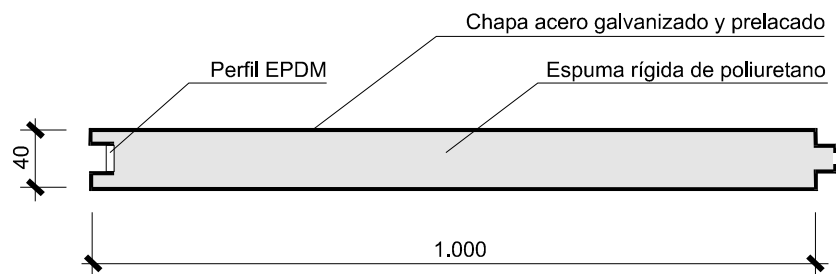 Chapa acero galvanizado y prelacado
Perfil EPDM
Espuma rígida de poliuretano
40
1.000